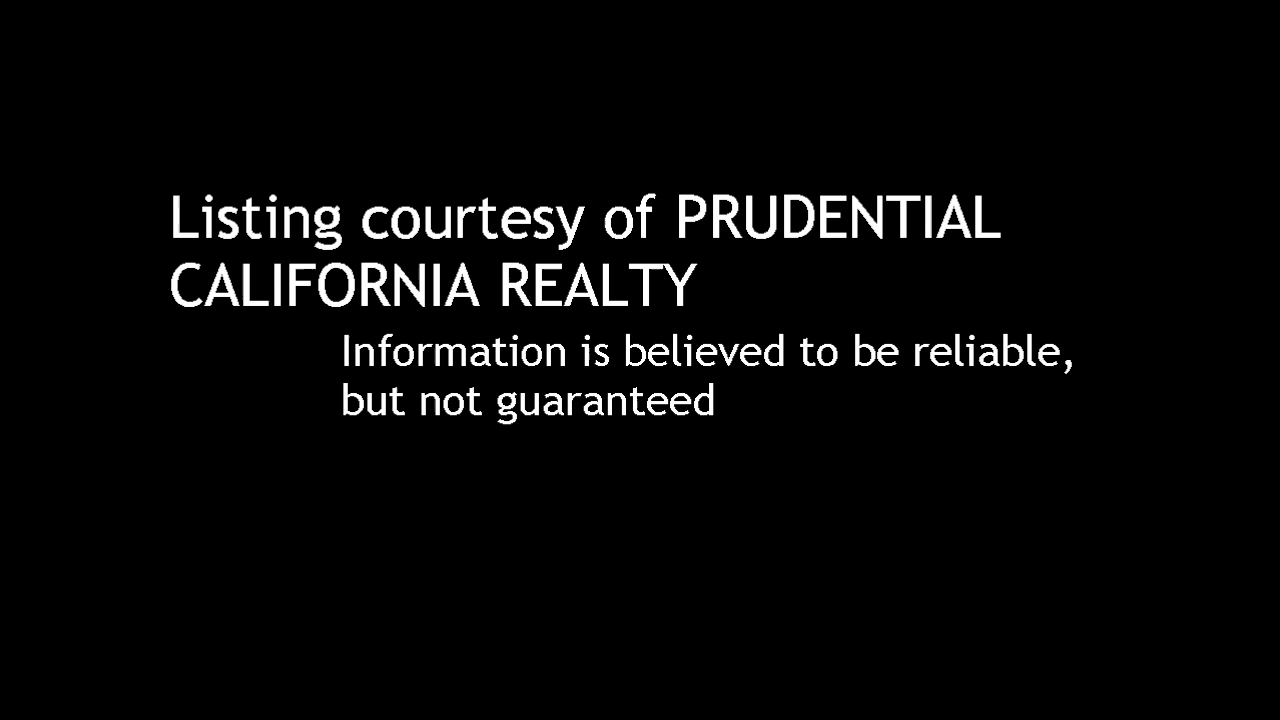 Listing courtesy of PRUDENTIAL
CALIFORNIA REALTY
Information is believed to be reliable,
but not guaranteed